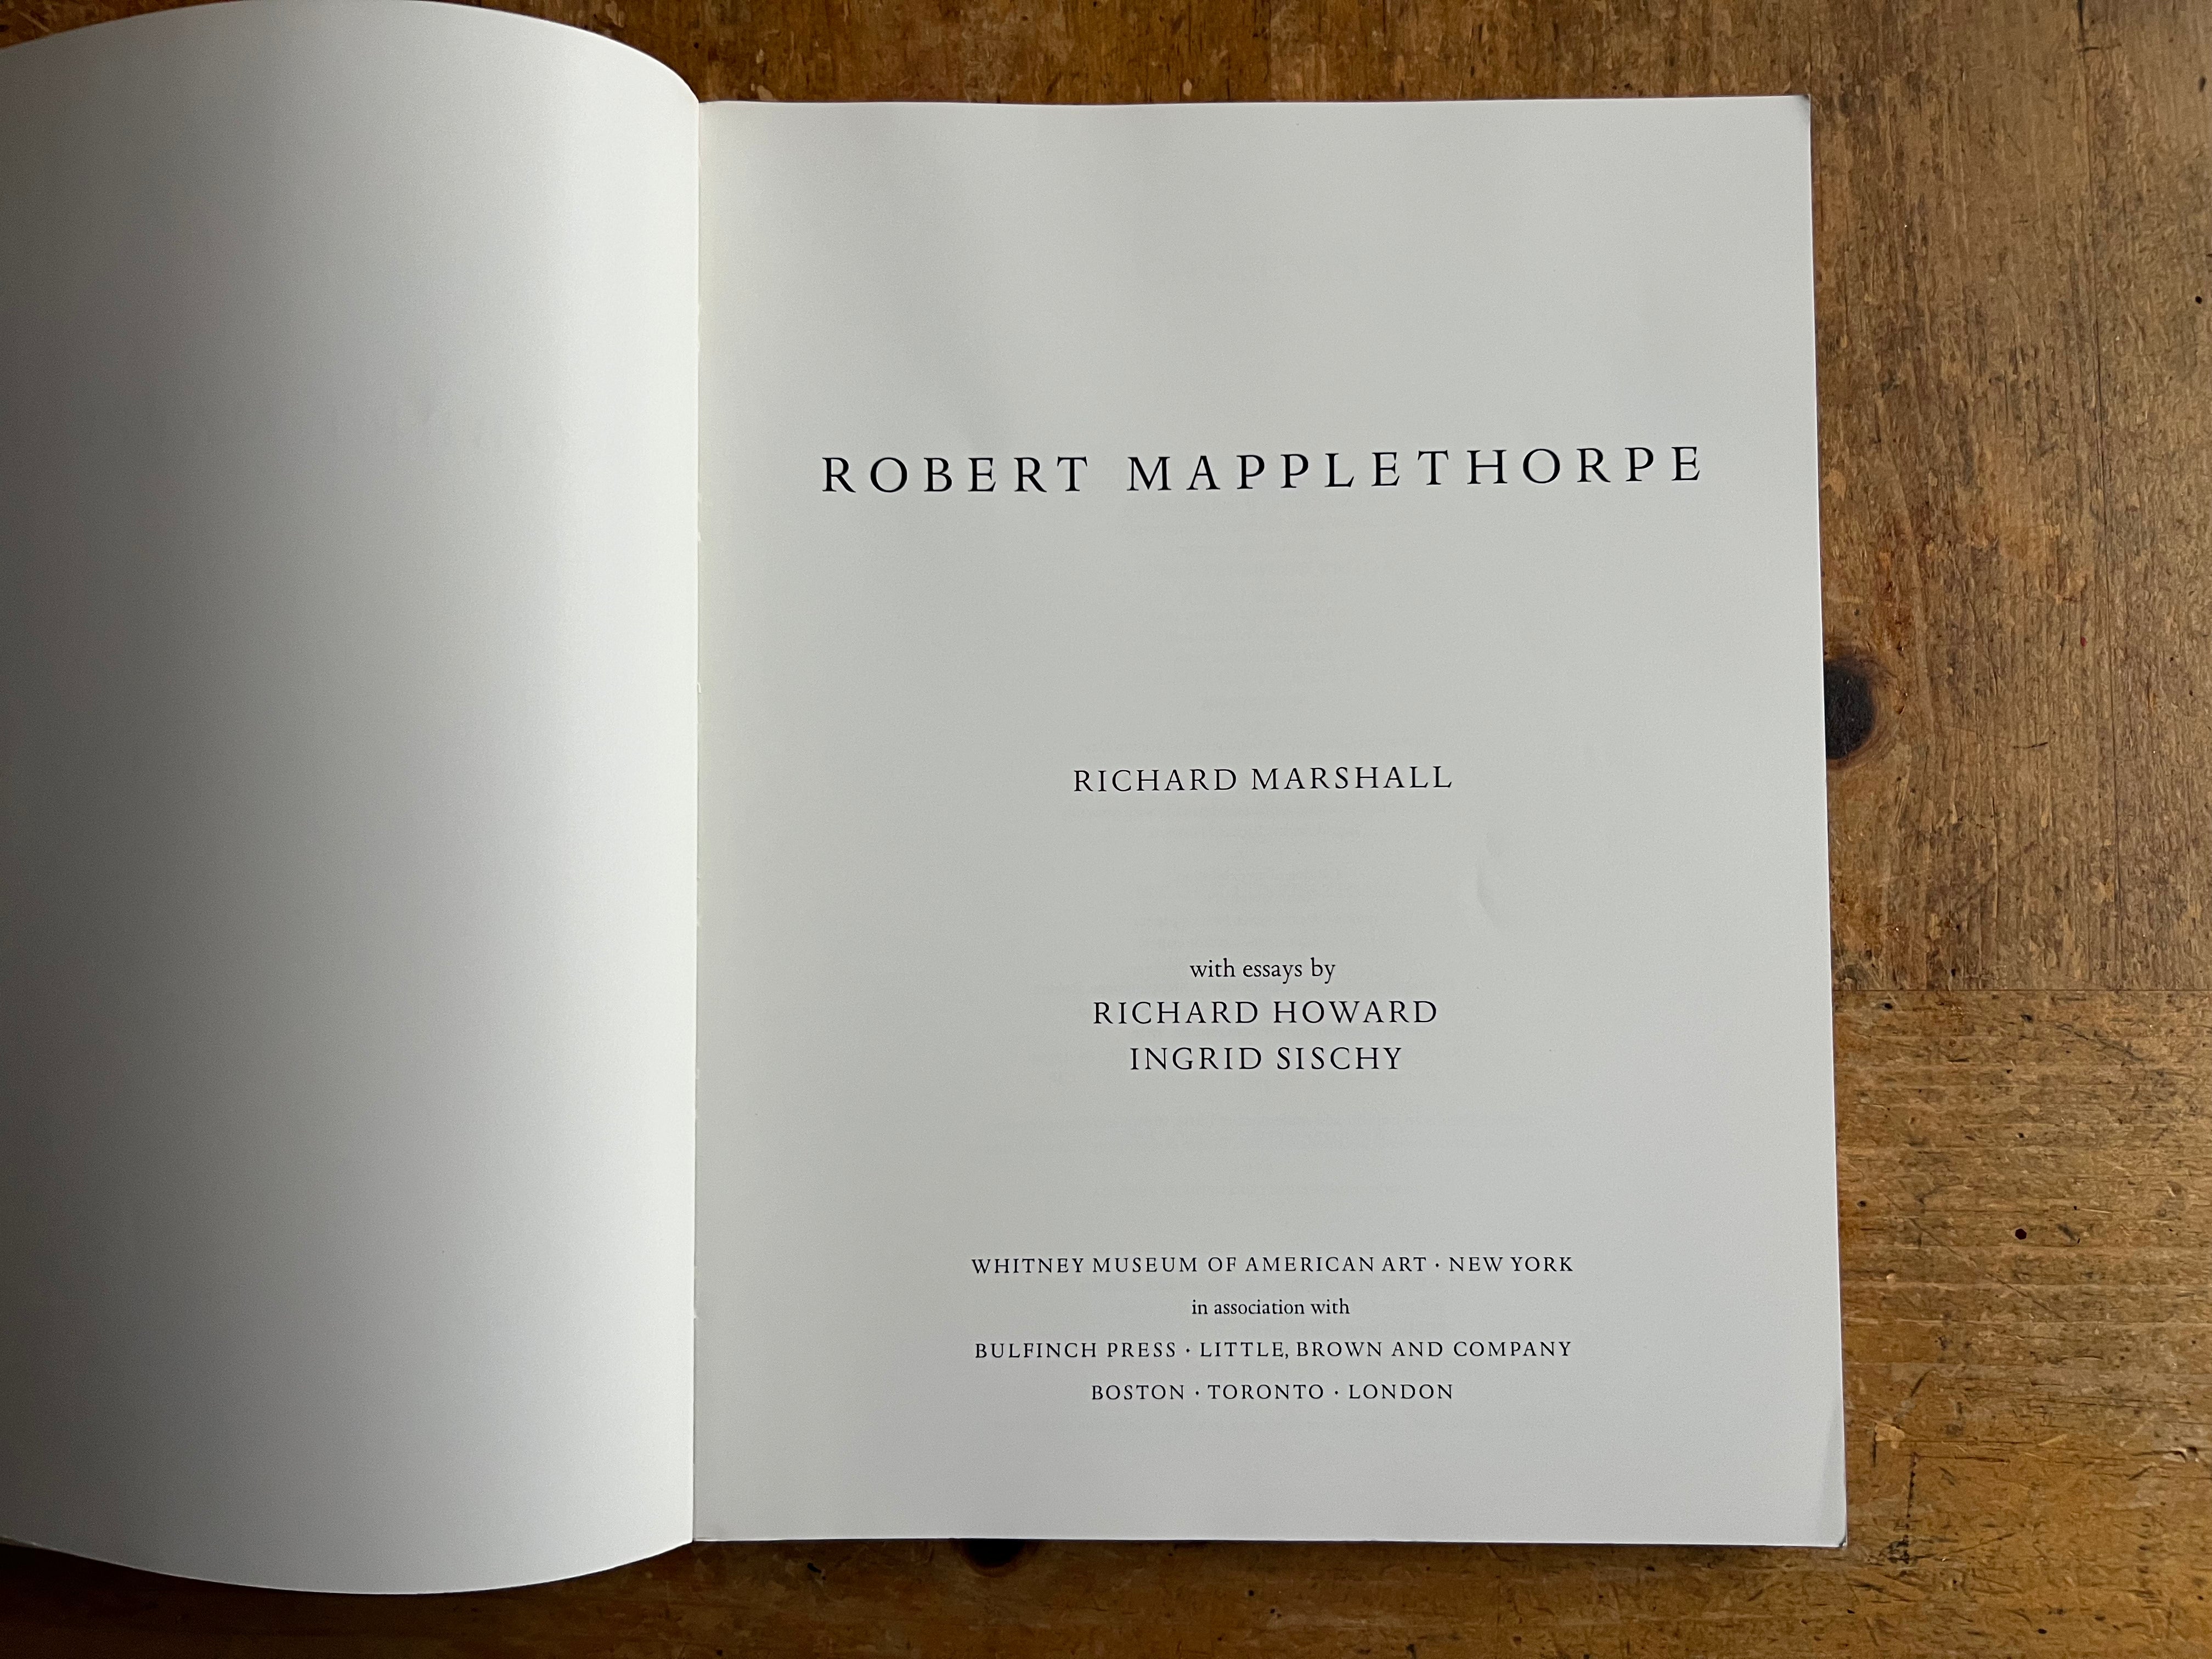 ROBERT MAPPLETHORPE
RICHARD MARSHALL
with essays by
RICHARD HOWARD
INGRID SISCHY
WHITNEY MUSEUM OF AMERICAN ART · NEW YORK
in association with
BULFINCH PRESS · LITTLE, BROWN AND COMPANY
BOSTON · TORONTO · LONDON